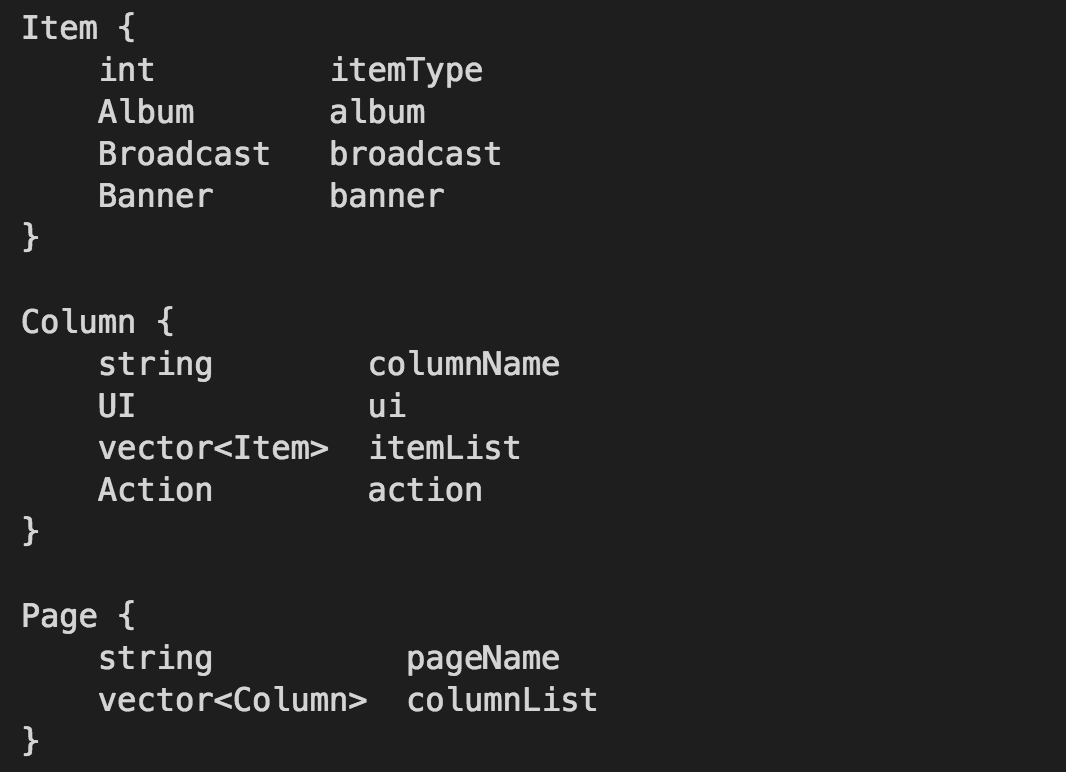 Item {
    int         itemType
    Album       album
    Broadcast   broadcast
    Banner      banner
}

Column {
    string        columnName
    UI            ui
    vector<Item>  itemList
    Action        action
}

Page {
    string          pageName
    vector<Column>  columnList
}